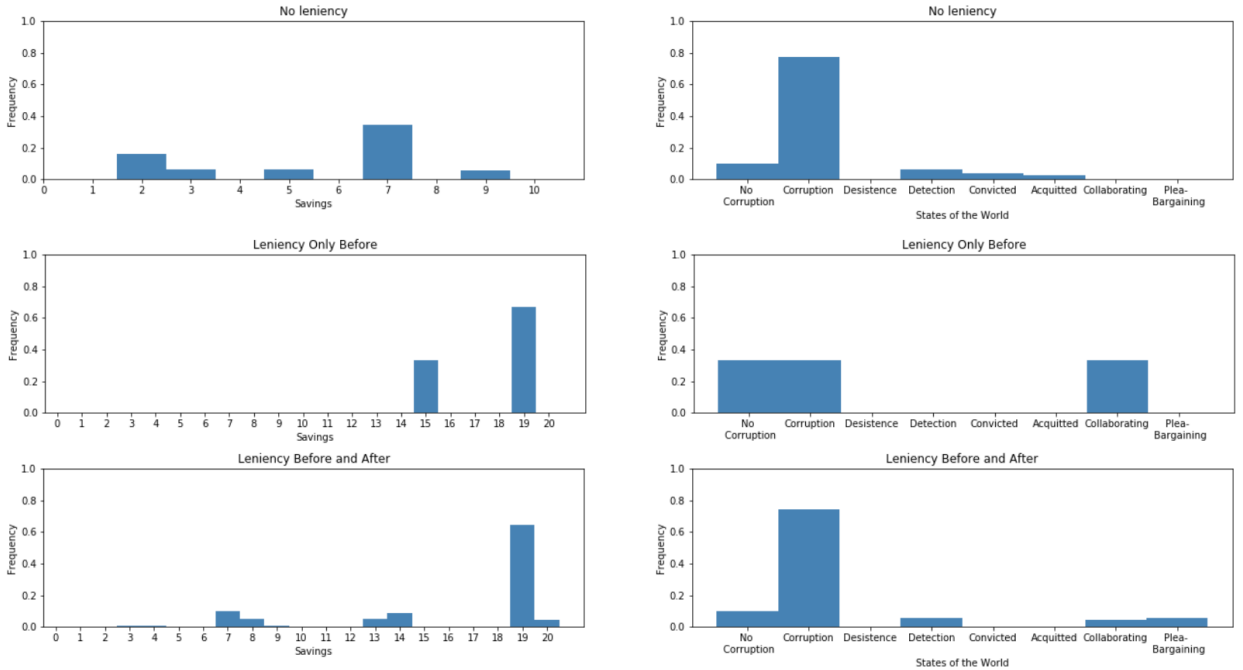 No leniency
1.0
0.8
0.6
0.4
0.2
0.0
Frequency
0 1 2 3 4 5 6 7 8 9 10
Savings
No leniency
1.0
0.8
0.6
0.4
0.2
0.0
Frequency
No Corruption Desistence Detection Convicted Acquitted Collaborating Plea-
Corruption Bargaining
States of the World
Leniency Only Before
1.0
0.8
0.6
0.4
0.2
0.0
Frequency
0 1 2 3 4 5 6 7 8 9 10 11 12 13 14 15 16 17 18 19 20
Savings
Leniency Only Before
1.0
0.8
0.6
0.4
0.2
0.0
Frequency
No Corruption Desistence Detection Convicted Acquitted Collaborating Plea-
Corruption Bargaining
Leniency Before and After
1.0
0.8
0.6
0.4
0.2
0.0
Frequency
0 1 2 3 4 5 6 7 8 9 10 11 12 13 14 15 16 17 18 19 20
Savings
Leniency Before and After
1.0
0.8
0.6
0.4
0.2
0.0
Frequency
No Corruption Desistence Detection Convicted Acquitted Collaborating Plea-
Corruption Bargaining
States of the World